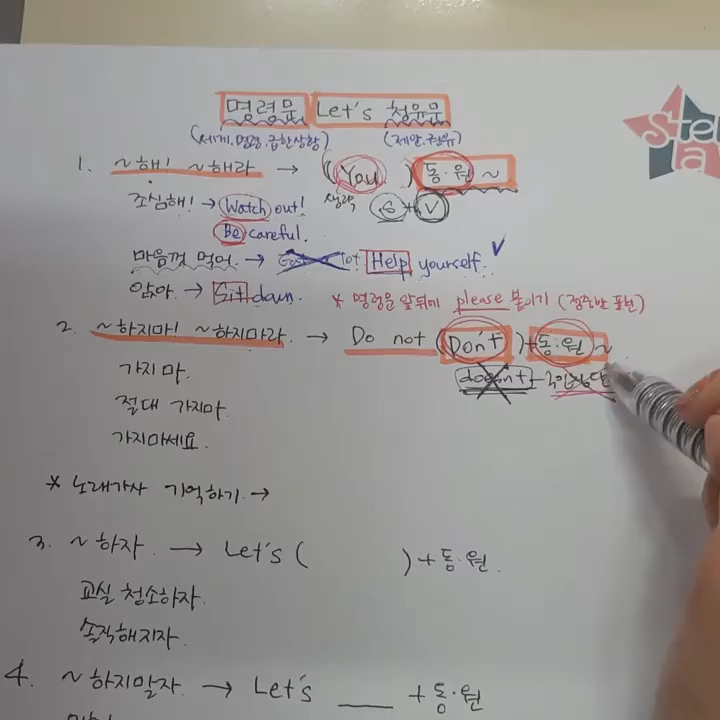 명령문 Let's 청유문
(세게. 명령. 급한상황) (제안. 권유)
1. ~해! ~해라 → (You ) 동·원 ~
생략 S + V
조심해! → Watch out!
Be careful.
마음껏 먹어. → lot Help yourself.
앉아 → Sit down.
* 명령문 앞뒤에 please 붙이기 (정중한 표현)
2. ~하지마! ~하지마라. → Do not (Don't ) + 동·원 ~
doesn't
가지 마.
절대 가지마.
가지마세요.
* 노래가사 기억하기. →
3. ~하자. → Let's ( ) + 동·원.
교실 청소하자.
솔직해지자.
4. ~하지말자 → Let's ___ + 동·원
Stella